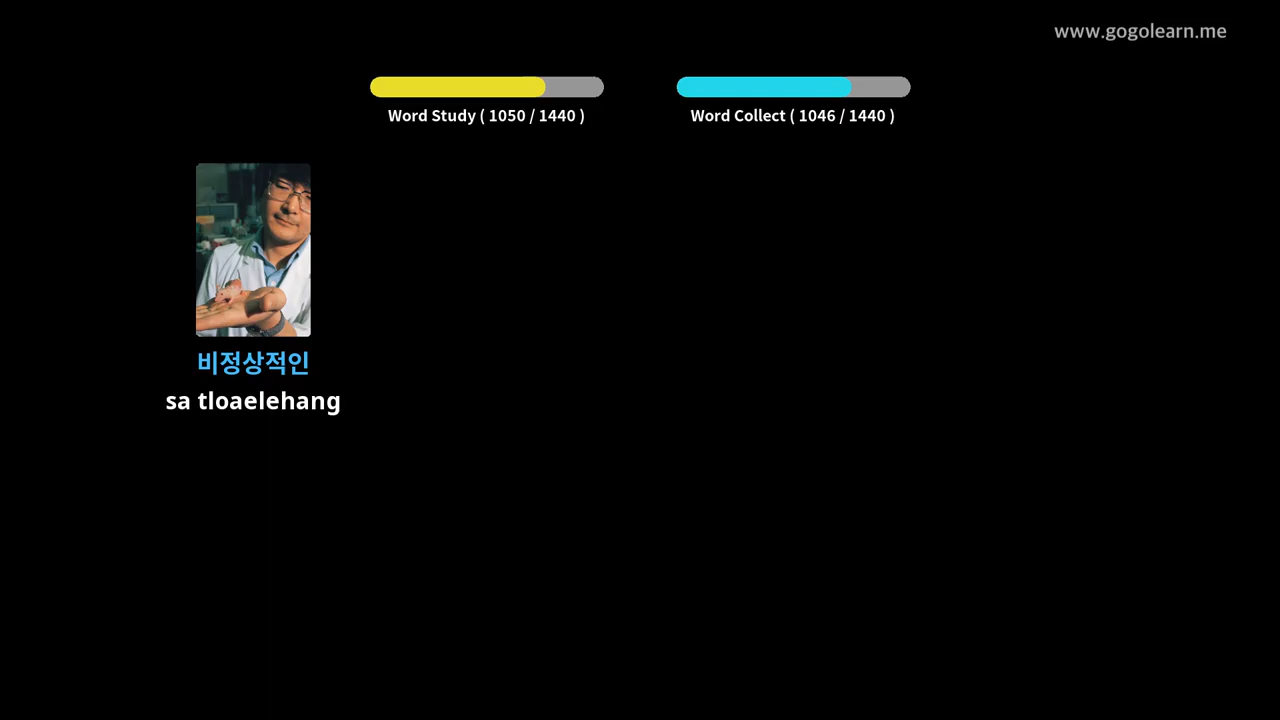 www.gogolearn.me
Word Study ( 1050 / 1440 )
Word Collect ( 1046 / 1440 )
비정상적인
sa tloaelehang